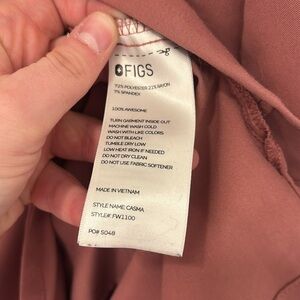 FIGS
72% POLYESTER 21% RAYON
7% SPANDEX
100% AWESOME
TURN GARMENT INSIDE OUT
MACHINE WASH COLD
WASH WITH LIKE COLORS
DO NOT BLEACH
TUMBLE DRY LOW
LOW HEAT IRON IF NEEDED
DO NOT DRY CLEAN
DO NOT USE FABRIC SOFTENER
MADE IN VIETNAM
STYLE NAME: CASMA
STYLE#: FW1100
PO# 5048